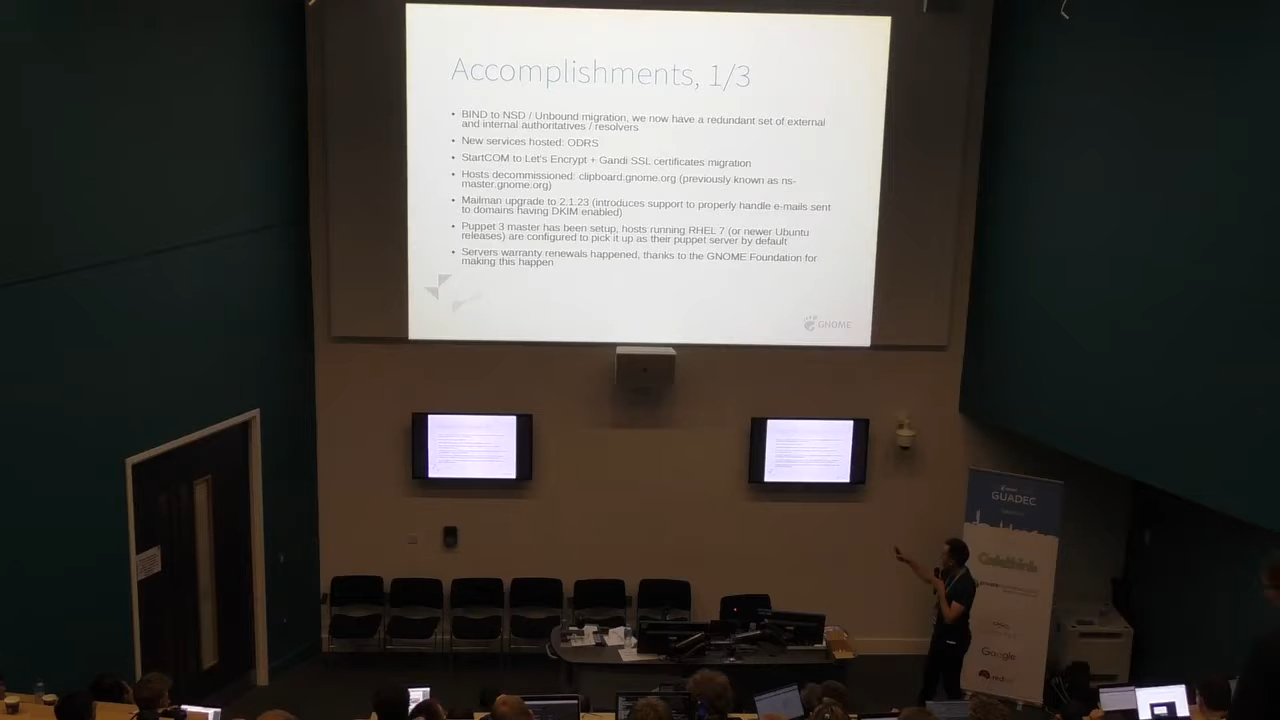 Accomplishments, 1/3
• BIND to NSD / Unbound migration, we now have a redundant set of external
and internal authoritatives / resolvers
• New services hosted: ODRS
• StartCOM to Let's Encrypt + Gandi SSL certificates migration
• Hosts decommissioned: clipboard.gnome.org (previously known as ns-
master.gnome.org)
• Mailman upgrade to 2.1.23 (introduces support to properly handle e-mails sent
to domains having DKIM enabled)
• Puppet 3 master has been setup, hosts running RHEL 7 (or newer Ubuntu
releases) are configured to pick it up as their puppet server by default
• Servers warranty renewals happened, thanks to the GNOME Foundation for
making this happen
GNOME
GUADEC
Codethink
Google